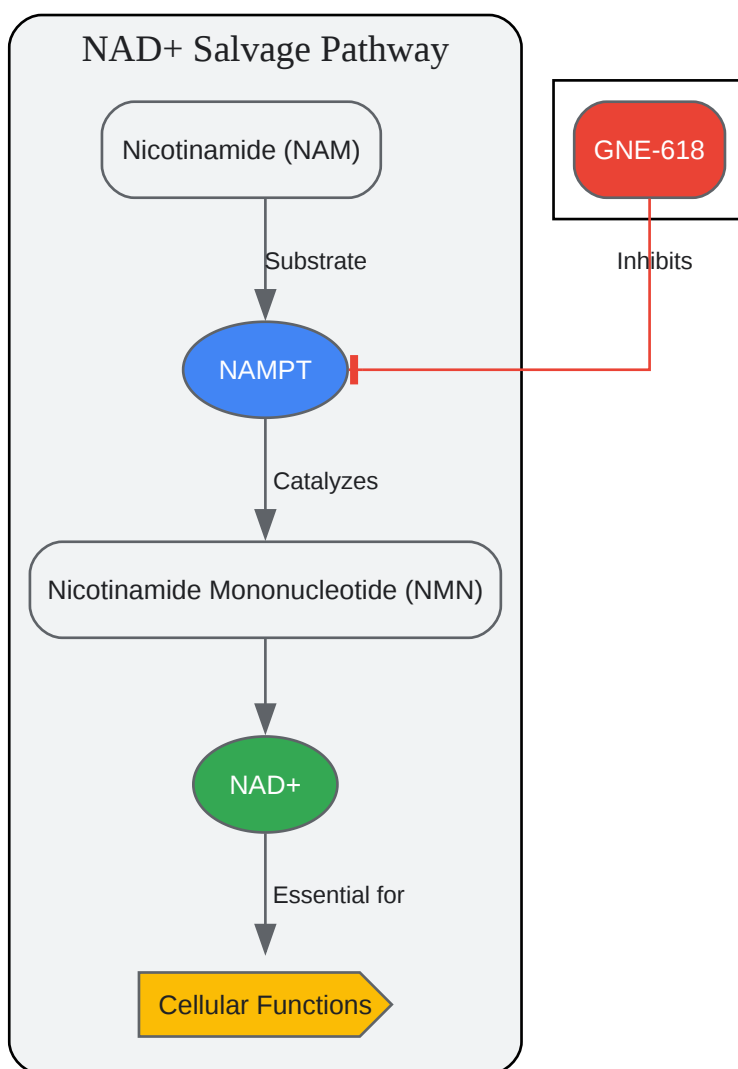 NAD+ Salvage Pathway
Nicotinamide (NAM)
GNE-618
Substrate
Inhibits
NAMPT
Catalyzes
Nicotinamide Mononucleotide (NMN)
NAD+
Essential for
Cellular Functions